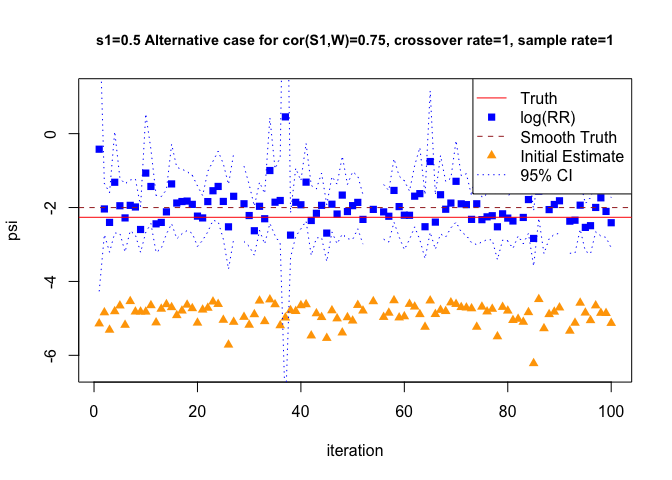 s1=0.5 Alternative case for cor(S1,W)=0.75, crossover rate=1, sample rate=1
Truth
log(RR)
Smooth Truth
Initial Estimate
95% CI
psi
0
-2
-4
-6
0 20 40 60 80 100
iteration